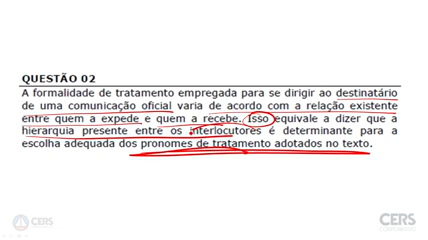 QUESTÃO 02
A formalidade de tratamento empregada para se dirigir ao destinatário
de uma comunicação oficial varia de acordo com a relação existente
entre quem a expede e quem a recebe. Isso equivale a dizer que a
hierarquia presente entre os interlocutores é determinante para a
escolha adequada dos pronomes de tratamento adotados no texto.
CERS
CERS
CORPORATIVO